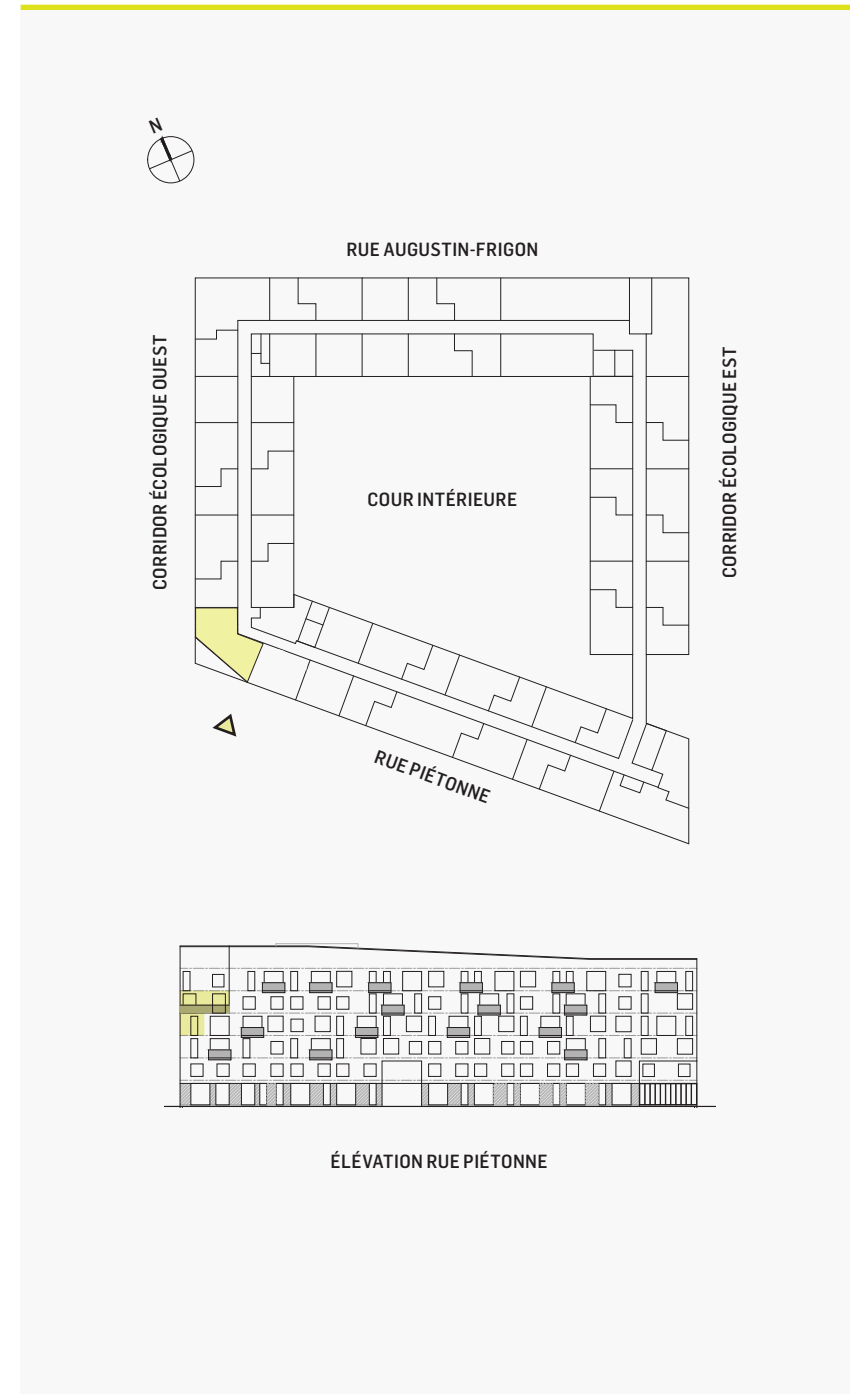 N
RUE AUGUSTIN-FRIGON
CORRIDOR ÉCOLOGIQUE OUEST
CORRIDOR ÉCOLOGIQUE EST
COUR INTÉRIEURE
RUE PIÉTONNE
ÉLÉVATION RUE PIÉTONNE